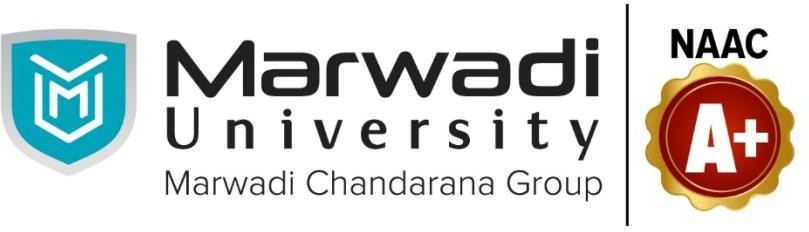 Marwadi
University
Marwadi Chandarana Group
NAAC
A+